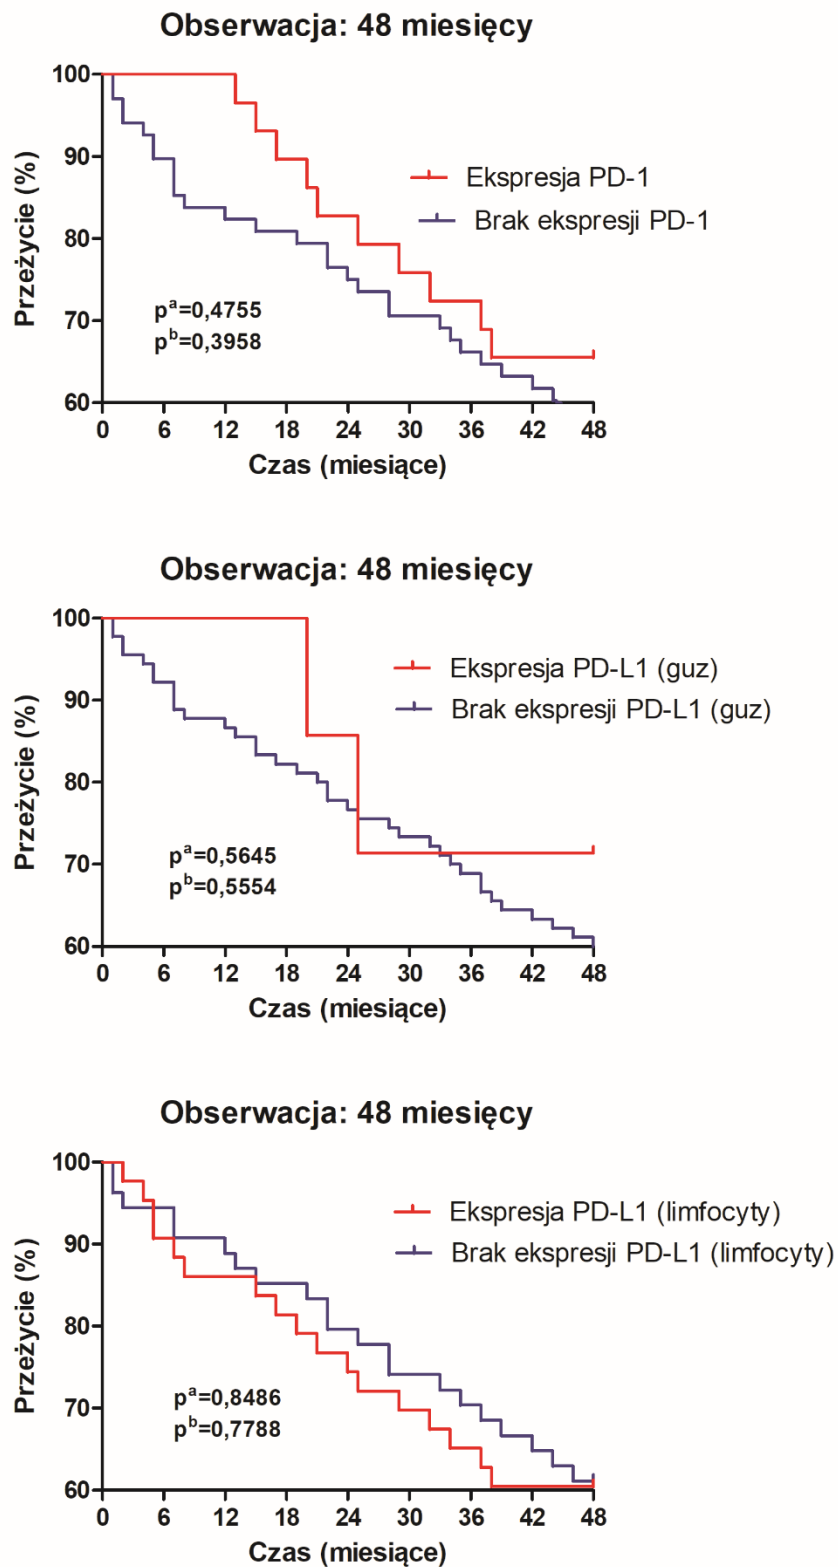 Obserwacja: 48 miesięcy
Przeżycie (%)
100
90
80
70
60
Ekspresja PD-1
Brak ekspresji PD-1
pᵃ=0,4755
pᵇ=0,3958
0 6 12 18 24 30 36 42 48
Czas (miesiące)
Obserwacja: 48 miesięcy
Przeżycie (%)
100
90
80
70
60
Ekspresja PD-L1 (guz)
Brak ekspresji PD-L1 (guz)
pᵃ=0,5645
pᵇ=0,5554
0 6 12 18 24 30 36 42 48
Czas (miesiące)
Obserwacja: 48 miesięcy
Przeżycie (%)
100
90
80
70
60
Ekspresja PD-L1 (limfocyty)
Brak ekspresji PD-L1 (limfocyty)
pᵃ=0,8486
pᵇ=0,7788
0 6 12 18 24 30 36 42 48
Czas (miesiące)